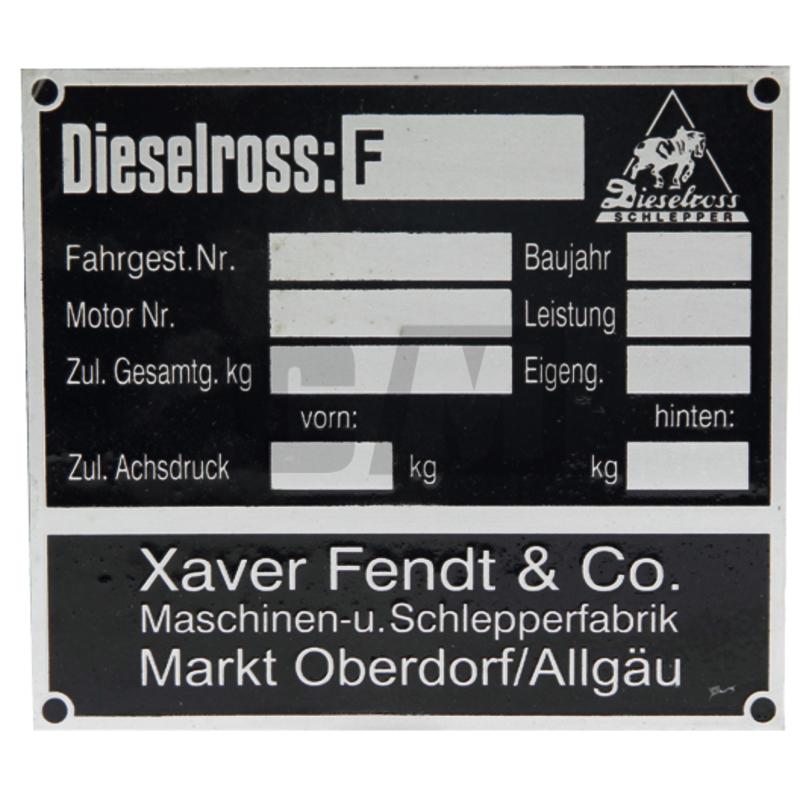 Dieselross: F
Dieselross
SCHLEPPER
Fahrgest.Nr. Baujahr
Motor Nr. Leistung
Zul. Gesamtg. kg Eigeng.
vorn: hinten:
Zul. Achsdruck kg kg
SM
Xaver Fendt & Co.
Maschinen-u.Schlepperfabrik
Markt Oberdorf/Allgäu